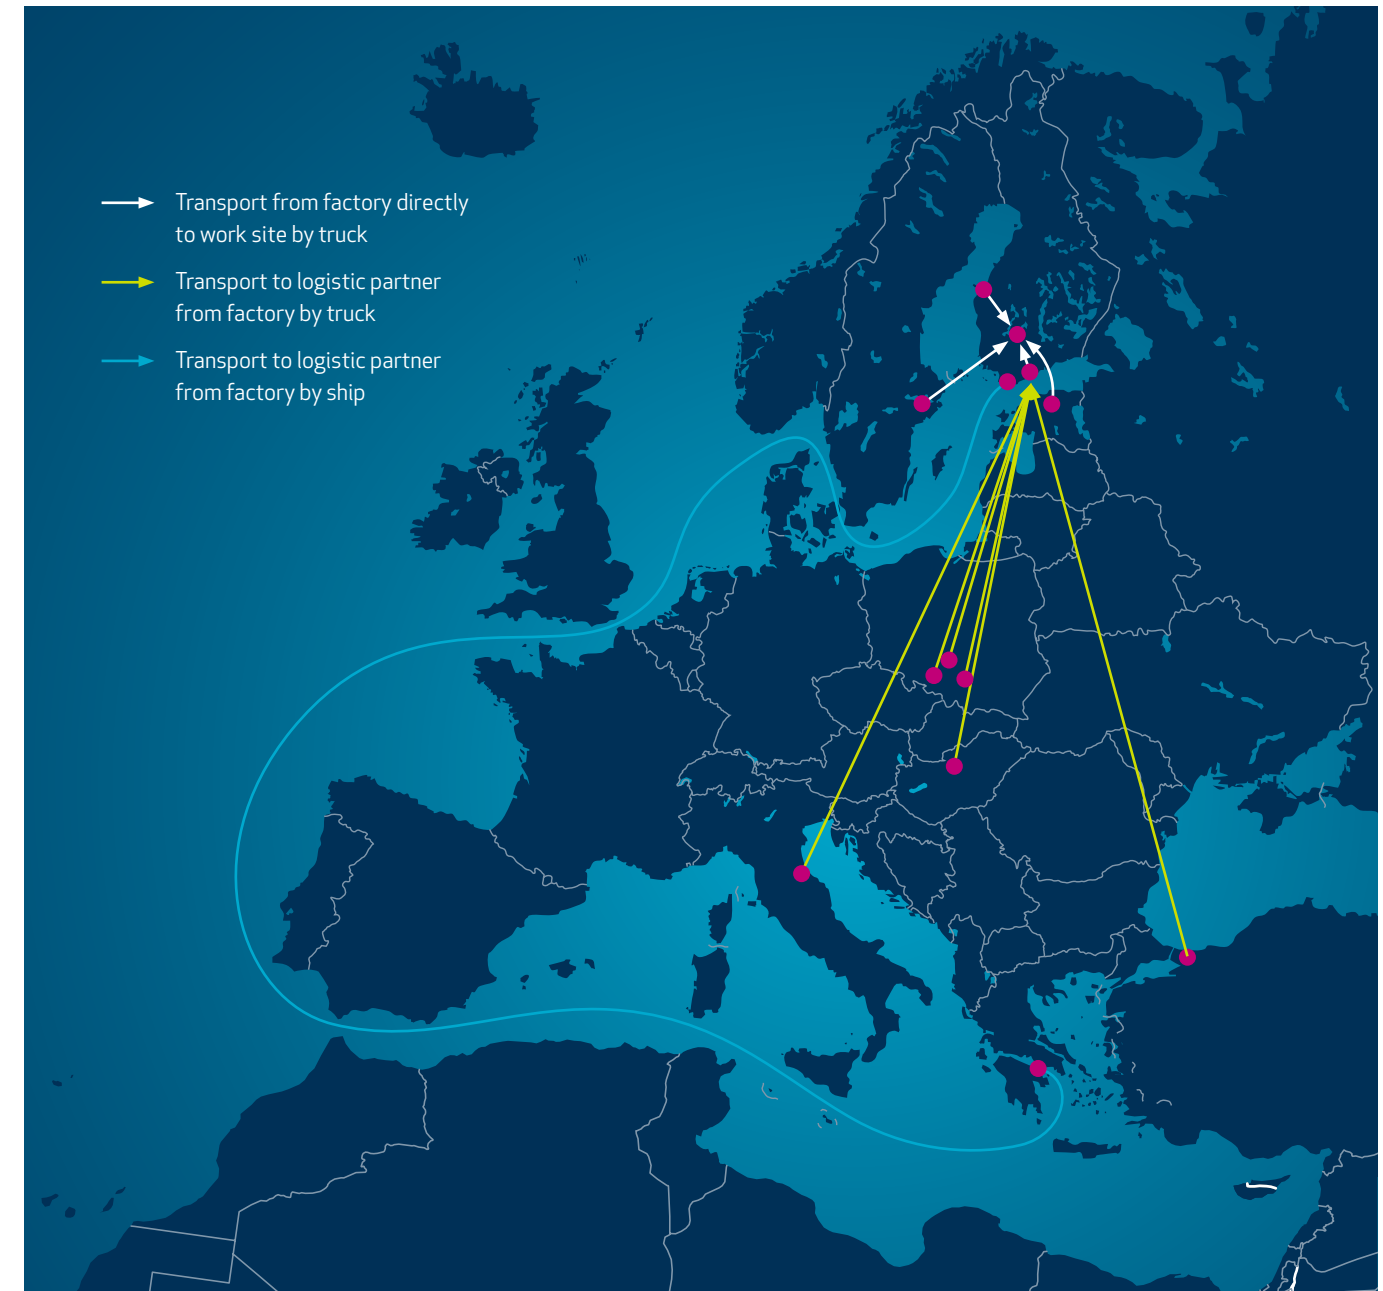 Transport from factory directly
to work site by truck
Transport to logistic partner
from factory by truck
Transport to logistic partner
from factory by ship